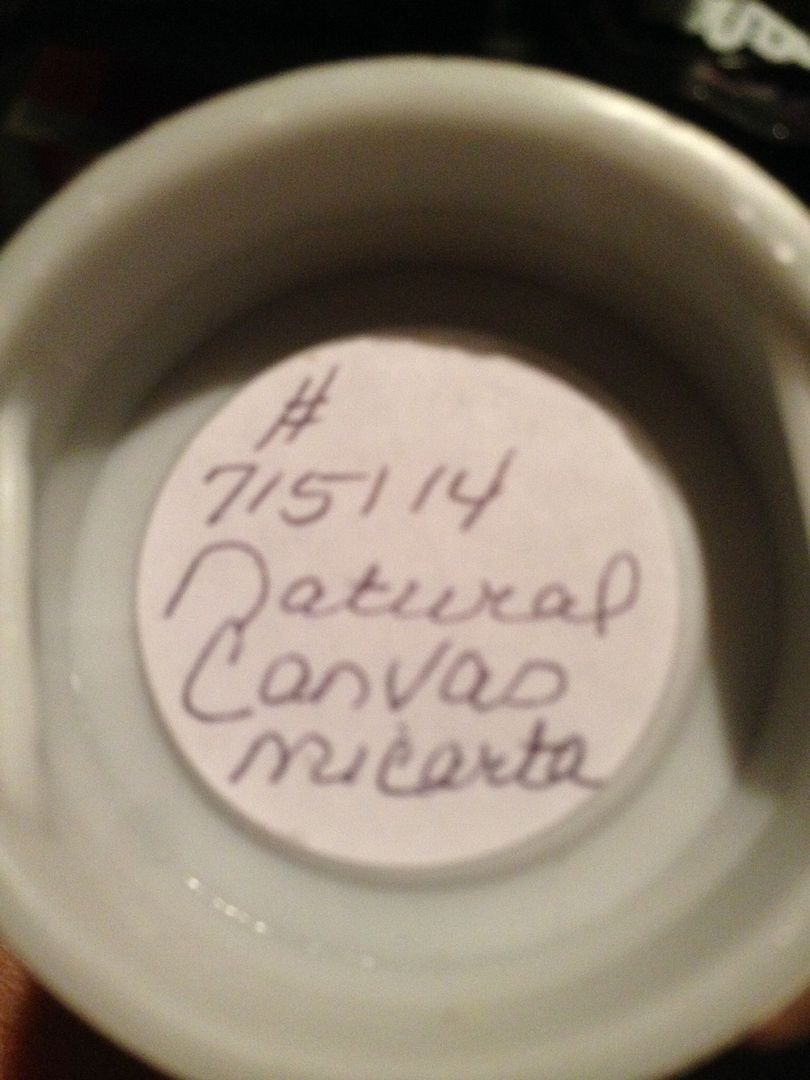 #
715114
Natural
Canvas
micarta